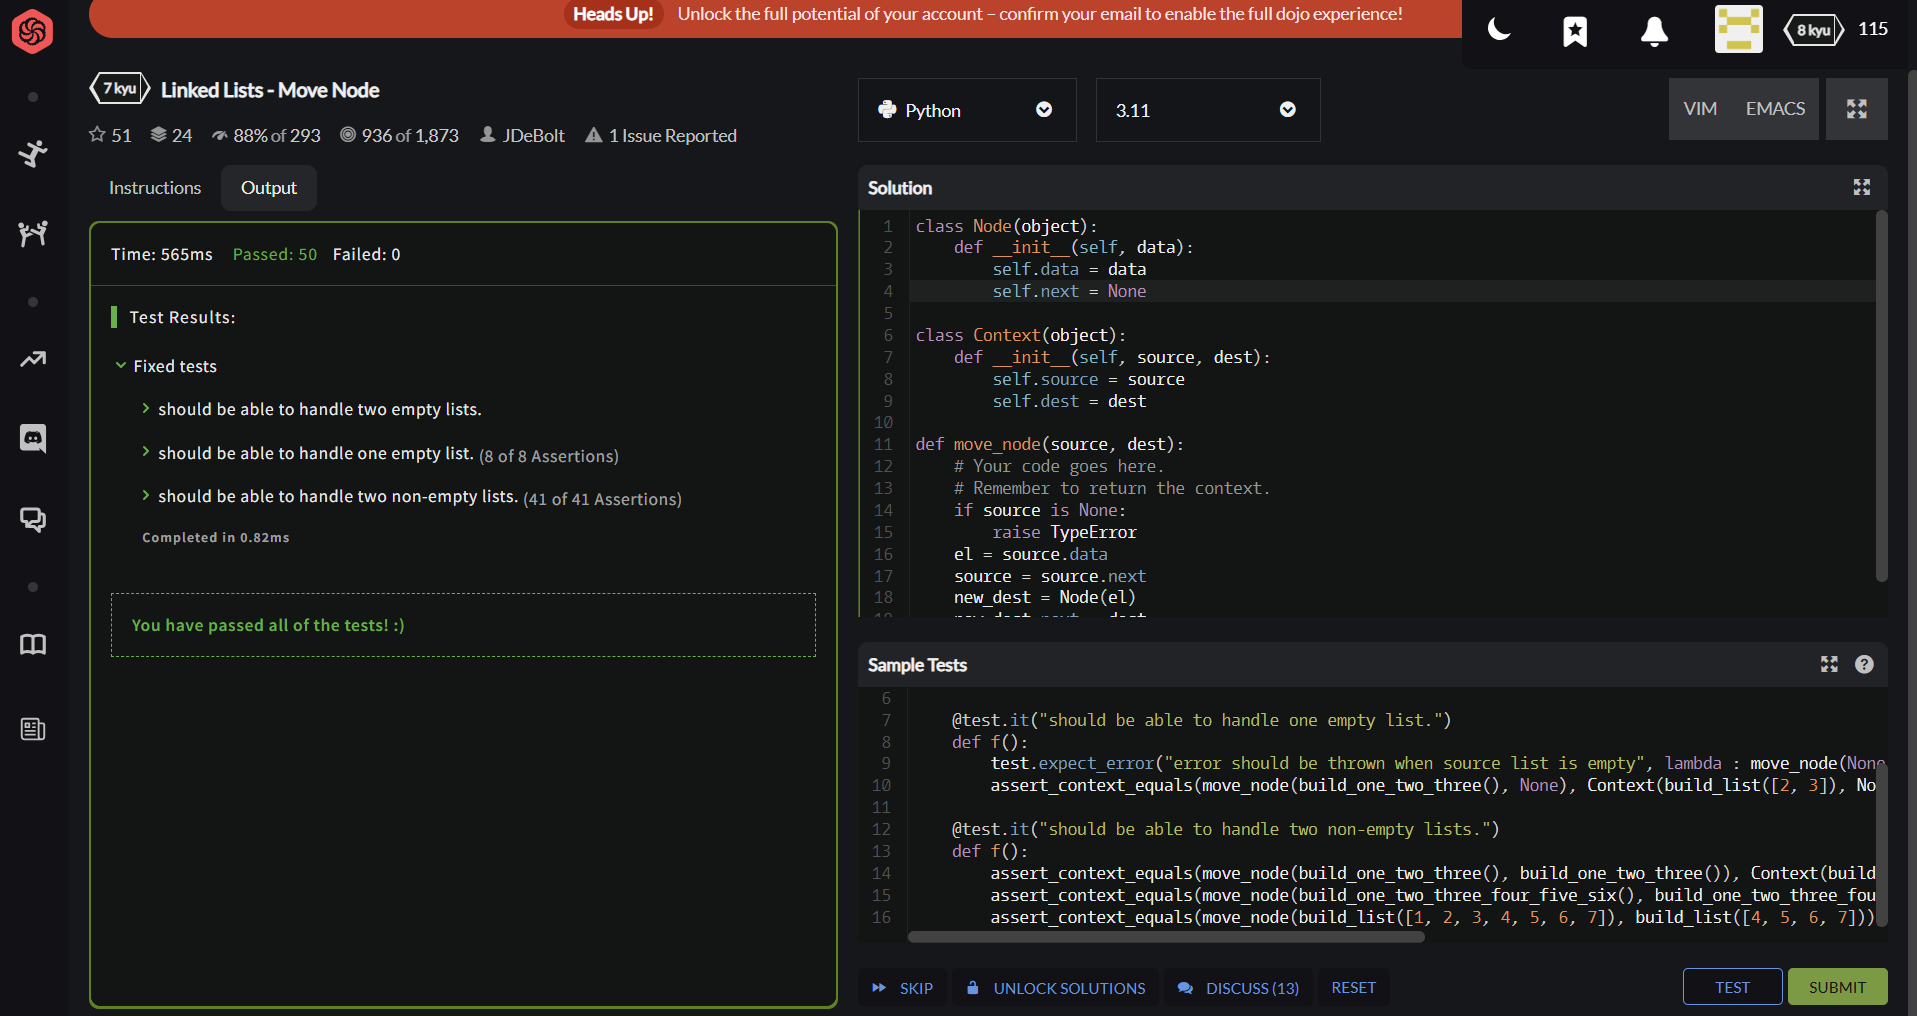 Heads Up! Unlock the full potential of your account – confirm your email to enable the full dojo experience!
8 kyu 115
7 kyu Linked Lists - Move Node
51 24 88% of 293 936 of 1,873 JDeBolt 1 Issue Reported
Instructions Output
Time: 565ms Passed: 50 Failed: 0
Test Results:
Fixed tests
should be able to handle two empty lists.
should be able to handle one empty list. (8 of 8 Assertions)
should be able to handle two non-empty lists. (41 of 41 Assertions)
Completed in 0.82ms
You have passed all of the tests! :)
Python 3.11 VIM EMACS
Solution
1 class Node(object):
2 def __init__(self, data):
3 self.data = data
4 self.next = None
5
6 class Context(object):
7 def __init__(self, source, dest):
8 self.source = source
9 self.dest = dest
10
11 def move_node(source, dest):
12 # Your code goes here.
13 # Remember to return the context.
14 if source is None:
15 raise TypeError
16 el = source.data
17 source = source.next
18 new_dest = Node(el)
Sample Tests
6
7 @test.it("should be able to handle one empty list.")
8 def f():
9 test.expect_error("error should be thrown when source list is empty", lambda : move_node(None
10 assert_context_equals(move_node(build_one_two_three(), None), Context(build_list([2, 3]), No
11
12 @test.it("should be able to handle two non-empty lists.")
13 def f():
14 assert_context_equals(move_node(build_one_two_three(), build_one_two_three()), Context(build
15 assert_context_equals(move_node(build_one_two_three_four_five_six(), build_one_two_three_fou
16 assert_context_equals(move_node(build_list([1, 2, 3, 4, 5, 6, 7]), build_list([4, 5, 6, 7]))
SKIP UNLOCK SOLUTIONS DISCUSS (13) RESET TEST SUBMIT